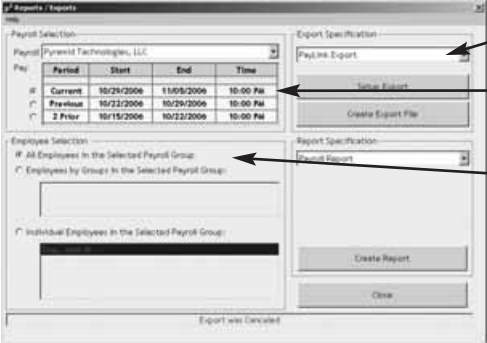 µ² Reports / Exports
Help
Payroll Selection
Payroll Pyramid Technologies, LLC
Pay Period Start End Time
Current 10/29/2006 11/05/2006 10:00 PM
Previous 10/22/2006 10/29/2006 10:00 PM
2 Prior 10/15/2006 10/22/2006 10:00 PM
Export Specification
PayLink Export
Setup Export
Create Export File
Employee Selection
All Employees In the Selected Payroll Group
Employees by Groups In the Selected Payroll Group:
Individual Employees In the Selected Payroll Group:
Report Specification
Payroll Report
Create Report
Close
Export was Canceled